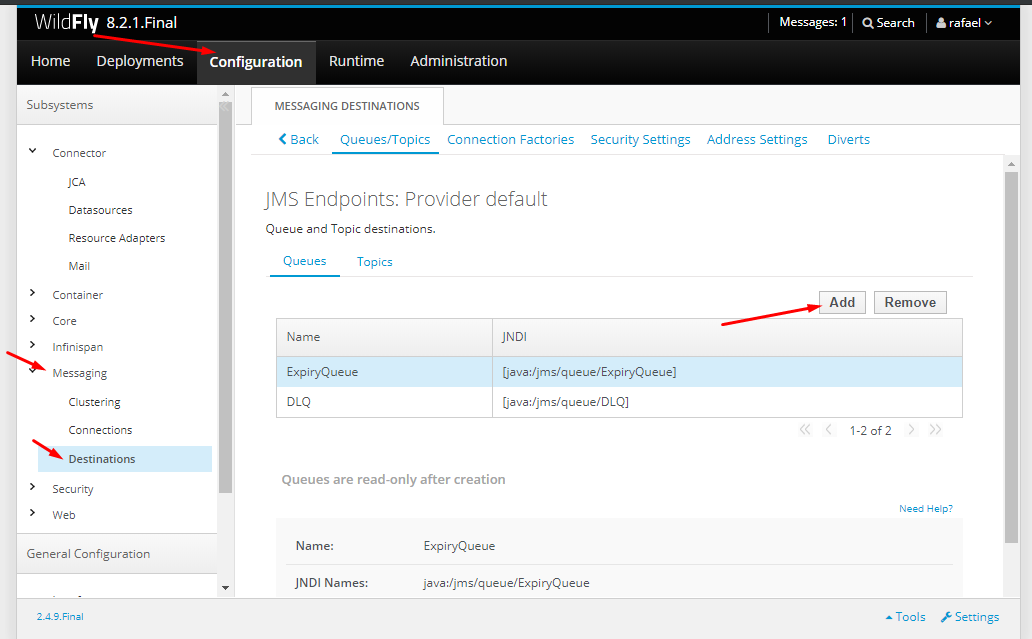 WildFly 8.2.1.Final
Messages: 1 Search rafael
Home Deployments Configuration Runtime Administration
Subsystems
Connector
JCA
Datasources
Resource Adapters
Mail
Container
Core
Infinispan
Messaging
Clustering
Connections
Destinations
Security
Web
General Configuration
MESSAGING DESTINATIONS
Back Queues/Topics Connection Factories Security Settings Address Settings Diverts
JMS Endpoints: Provider default
Queue and Topic destinations.
Queues Topics
Add Remove
Name JNDI
ExpiryQueue [java:/jms/queue/ExpiryQueue]
DLQ [java:/jms/queue/DLQ]
1-2 of 2
Queues are read-only after creation
Need Help?
Name: ExpiryQueue
JNDI Names: java:/jms/queue/ExpiryQueue
2.4.9.Final
Tools Settings